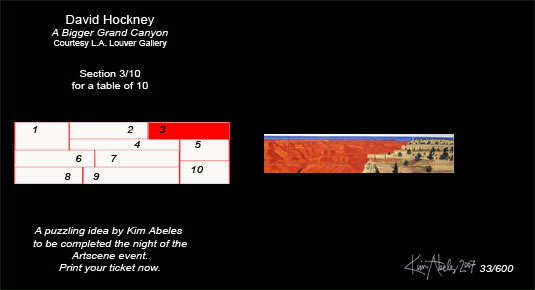 David Hockney
A Bigger Grand Canyon
Courtesy L.A. Louver Gallery
Section 3/10
for a table of 10
1 2 3
4 5
6 7
8 9 10
A puzzling idea by Kim Abeles
to be completed the night of the
Artscene event.
Print your ticket now.
Kim Abeles 2007 33/600